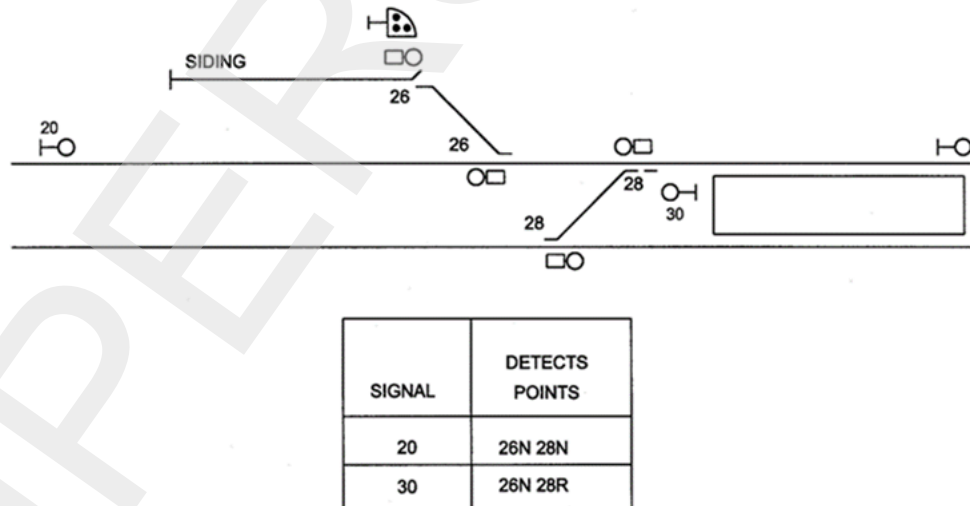 SIDING
26
20
26
28
30
28
SIGNAL
DETECTS
POINTS
20 26N 28N
30 26N 28R